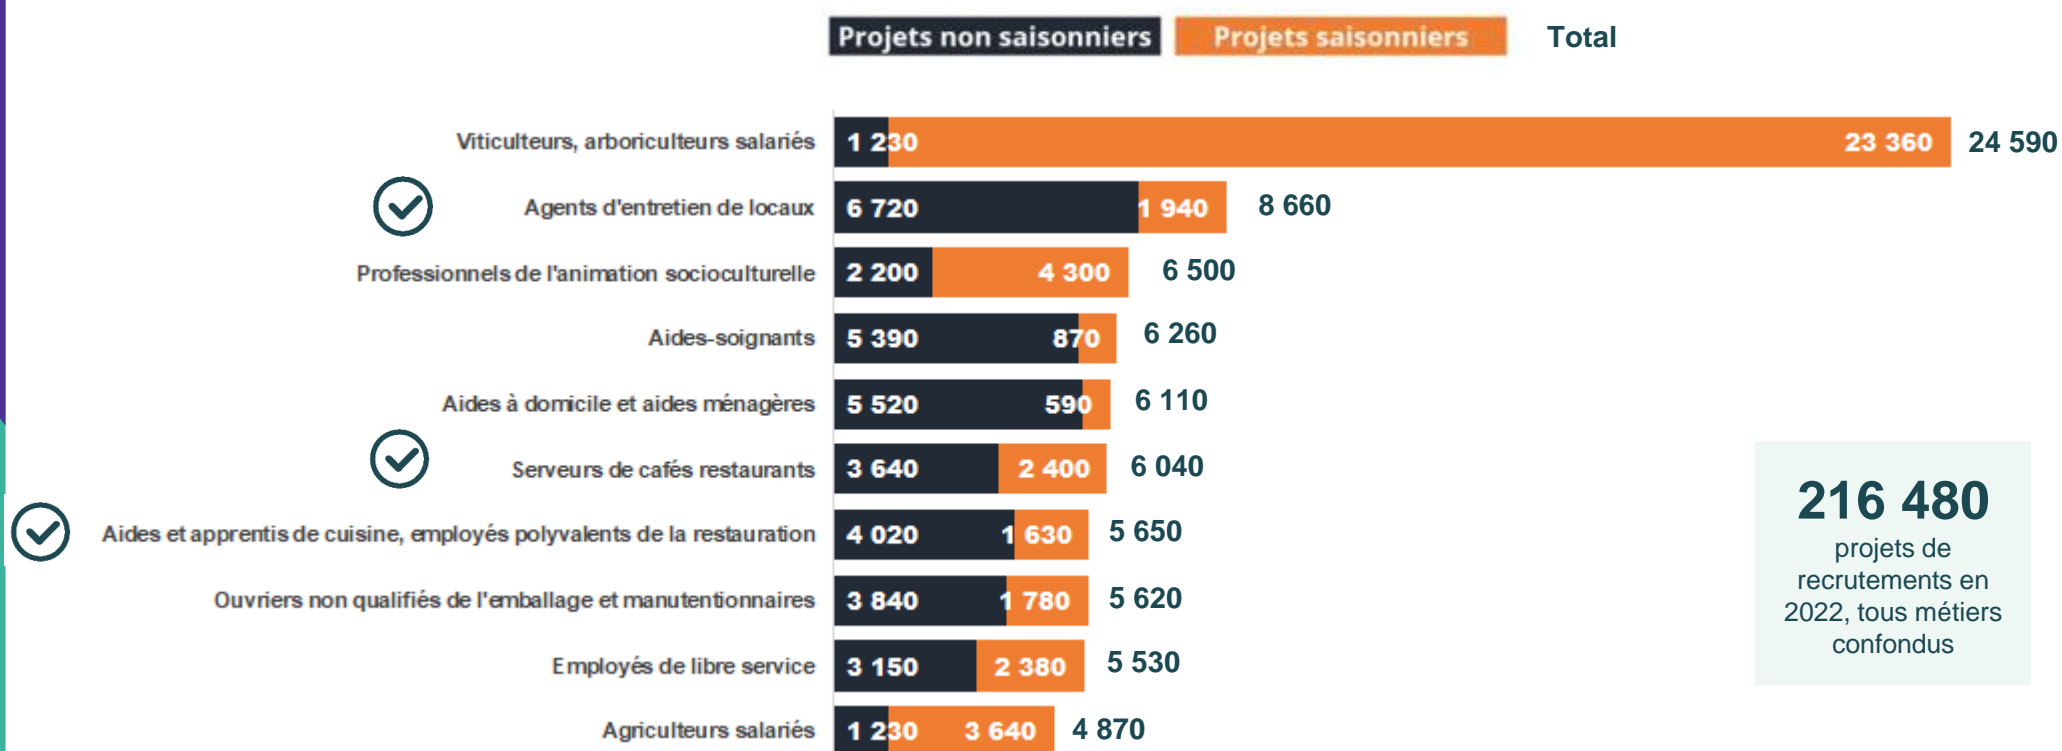 Projets non saisonniers Projets saisonniers Total
Viticulteurs, arboriculteurs salariés 1 230 23 360 24 590
Agents d'entretien de locaux 6 720 1 940 8 660
Professionnels de l'animation socioculturelle 2 200 4 300 6 500
Aides-soignants 5 390 870 6 260
Aides à domicile et aides ménagères 5 520 590 6 110
Serveurs de cafés restaurants 3 640 2 400 6 040
Aides et apprentis de cuisine, employés polyvalents de la restauration 4 020 1 630 5 650
Ouvriers non qualifiés de l'emballage et manutentionnaires 3 840 1 780 5 620
Employés de libre service 3 150 2 380 5 530
Agriculteurs salariés 1 230 3 640 4 870
216 480
projets de
recrutements en
2022, tous métiers
confondus